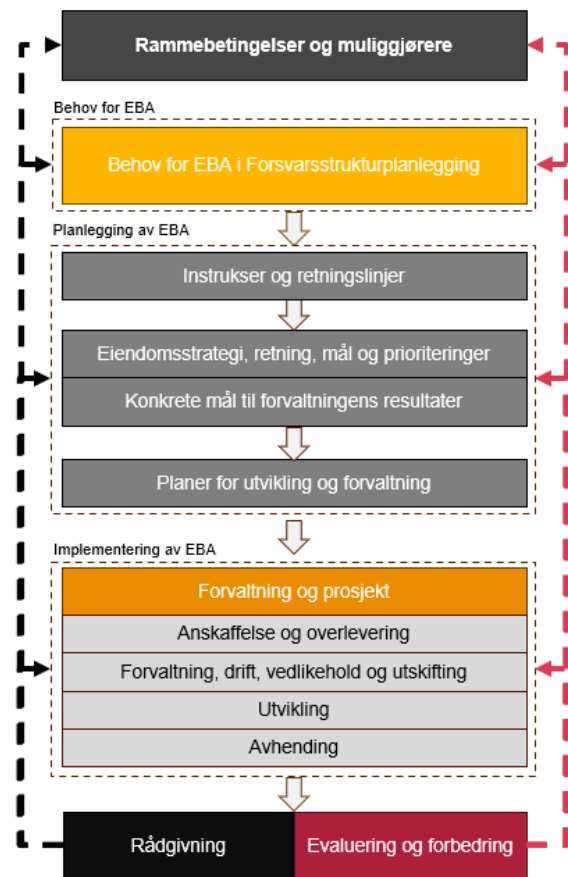 Rammebetingelser og muliggjørere
Behov for EBA
Behov for EBA i Forsvarsstrukturplanlegging
Planlegging av EBA
Instrukser og retningslinjer
Eiendomsstrategi, retning, mål og prioriteringer
Konkrete mål til forvaltningens resultater
Planer for utvikling og forvaltning
Implementering av EBA
Forvaltning og prosjekt
Anskaffelse og overlevering
Forvaltning, drift, vedlikehold og utskifting
Utvikling
Avhending
Rådgivning
Evaluering og forbedring